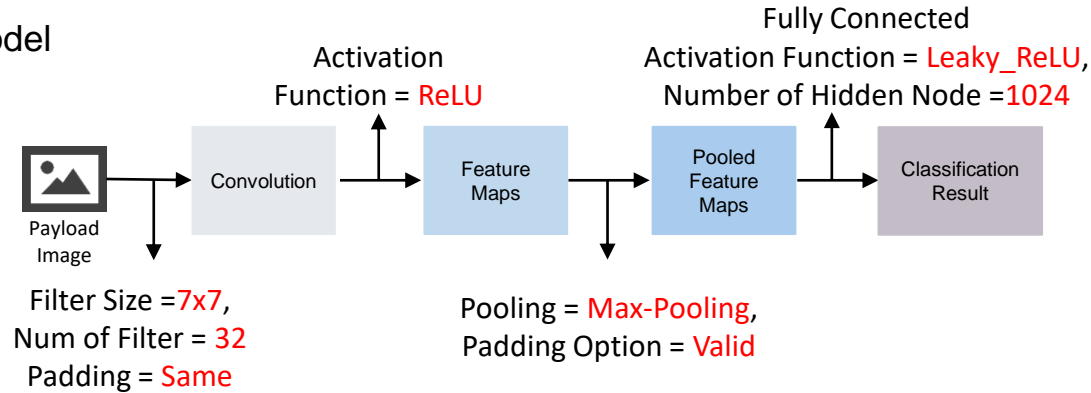 Fully Connected
Activation Function = Leaky_ReLU,
Number of Hidden Node =1024
Activation
Function = ReLU
Payload
Image
Convolution
Feature
Maps
Pooled
Feature
Maps
Classification
Result
Filter Size =7x7,
Num of Filter = 32
Padding = Same
Pooling = Max-Pooling,
Padding Option = Valid